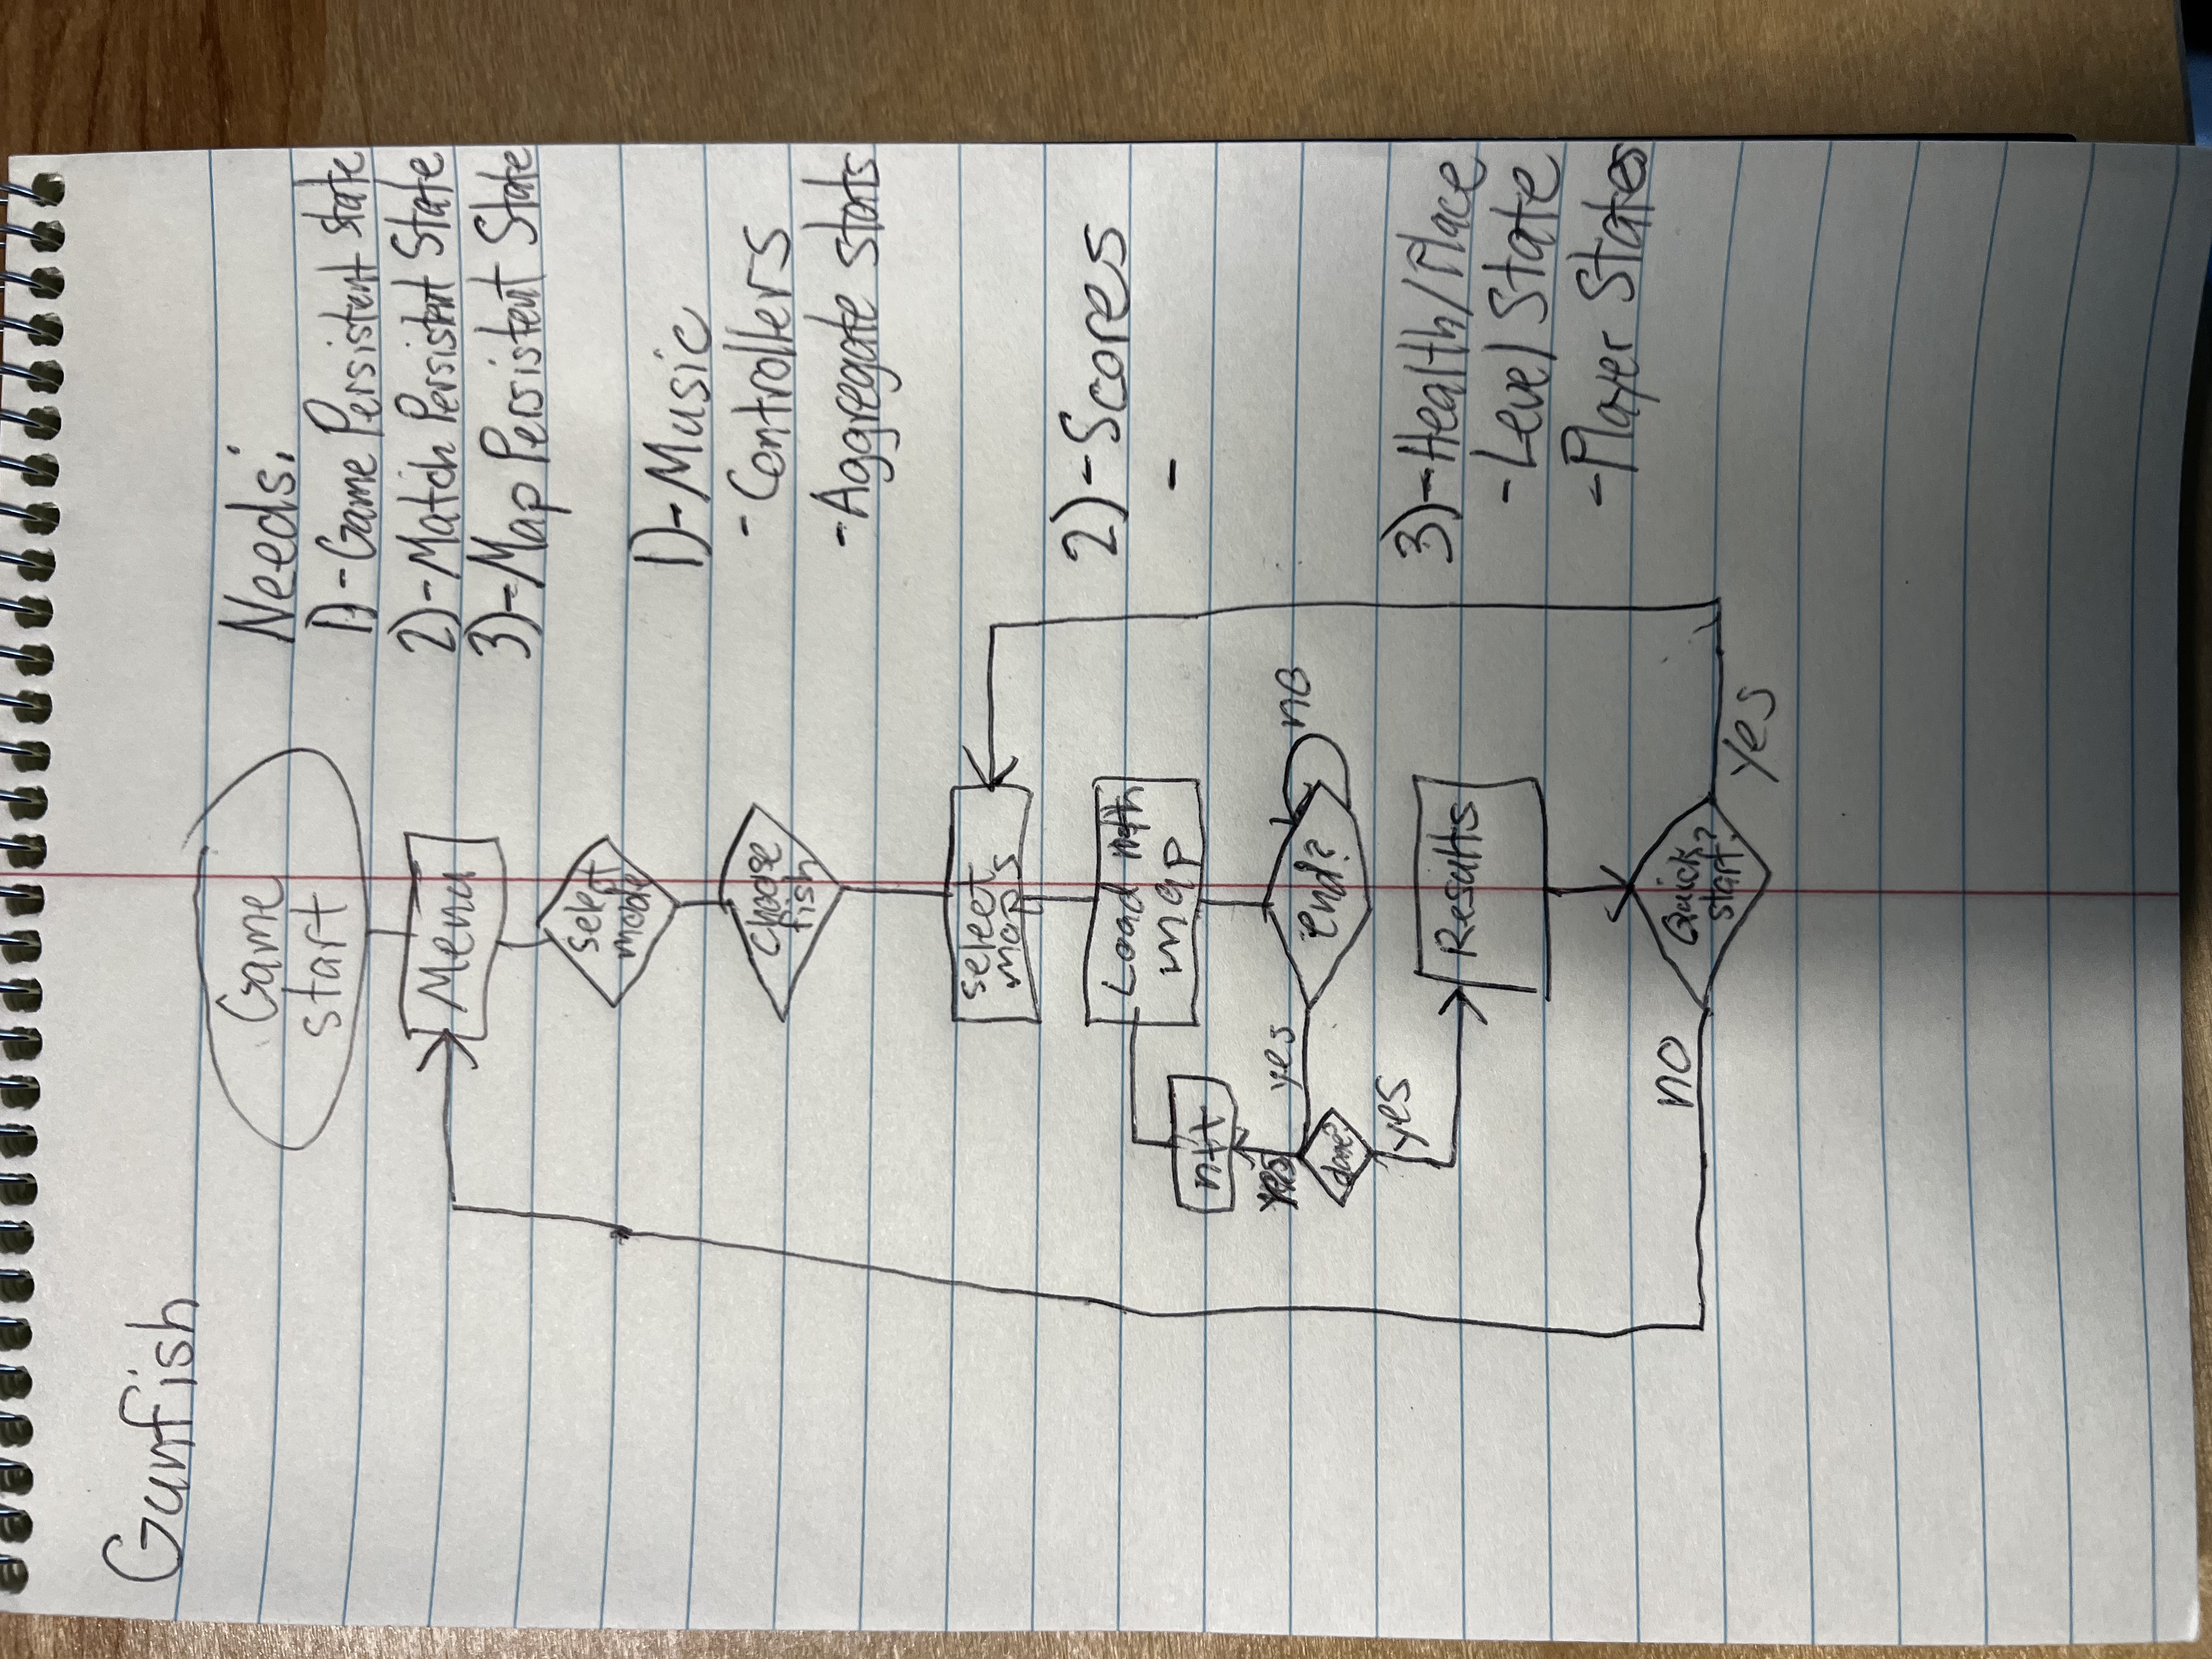 Gunfish
Game
start
Menu
select
mode
choose
fish
select
maps
Load nth
map
n++
yes
end?
no
done?
yes
Results
Quick
start?
no
yes
Needs:
1)-Game Persistent State
2)-Match Persistent State
3)-Map Persistent State
1)-Music
-Controllers
-Aggregate stats
2)-Scores
-
3)-Health/Place
-Level State
-Player States